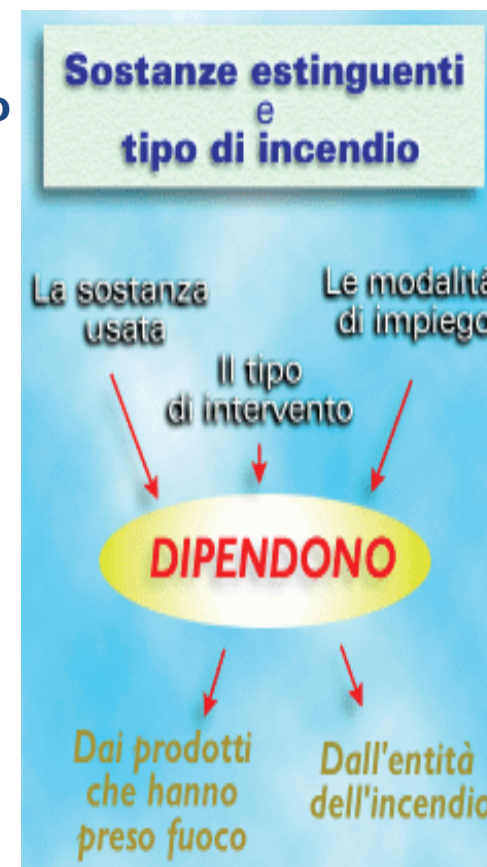 o
Sostanze estinguenti
e
tipo di incendio
La sostanza
usata
Il tipo
di intervento
Le modalità
di impiego
DIPENDONO
Dai prodotti
che hanno
preso fuoco
Dall'entità
dell'incendio